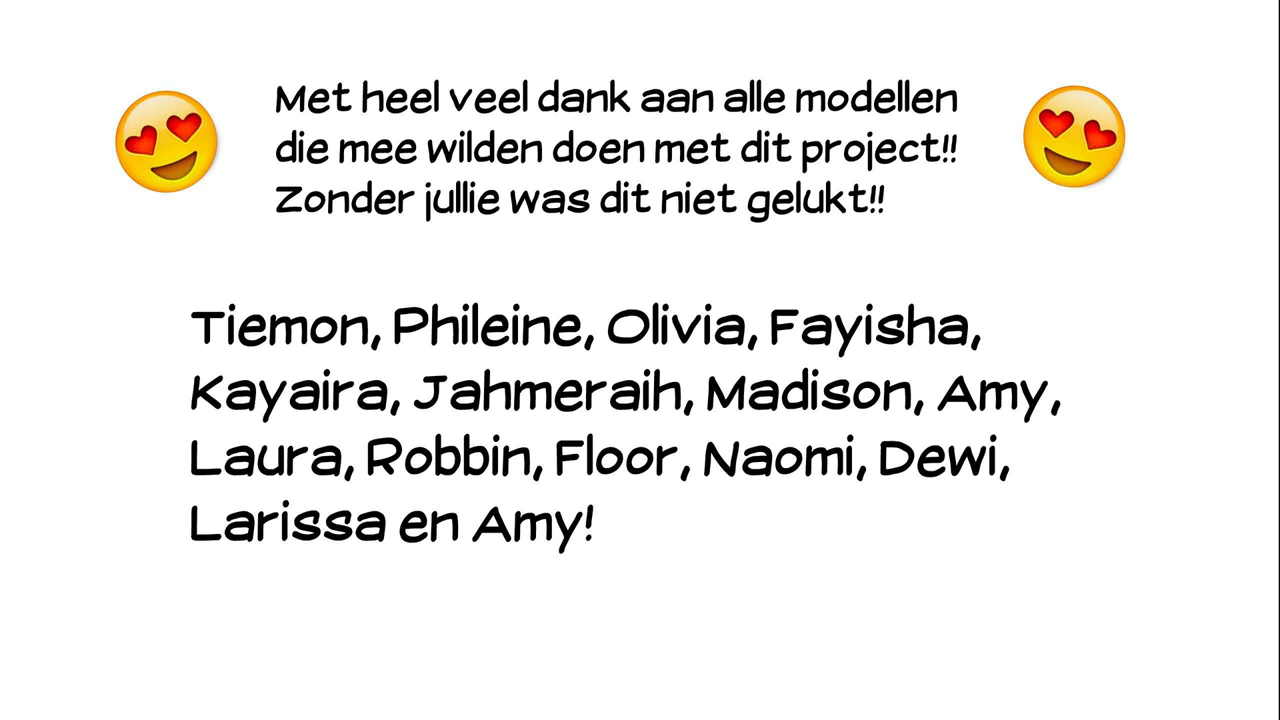 Met heel veel dank aan alle modellen
die mee wilden doen met dit project!!
Zonder jullie was dit niet gelukt!!
Tiemon, Phileine, Olivia, Fayisha,
Kayaira, Jahmeraih, Madison, Amy,
Laura, Robbin, Floor, Naomi, Dewi,
Larissa en Amy!